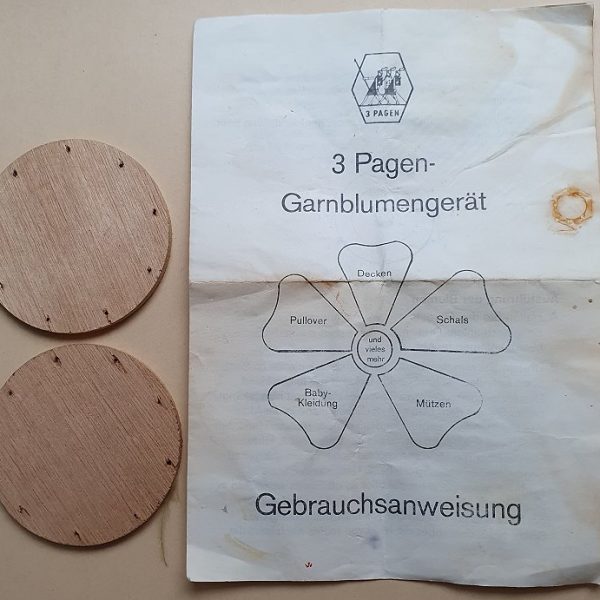 3 PAGEN
3 Pagen-
Garnblumengerät
Decken
Pullover
Schals
und
vieles
mehr
Baby-
Kleidung
Mützen
Gebrauchsanweisung